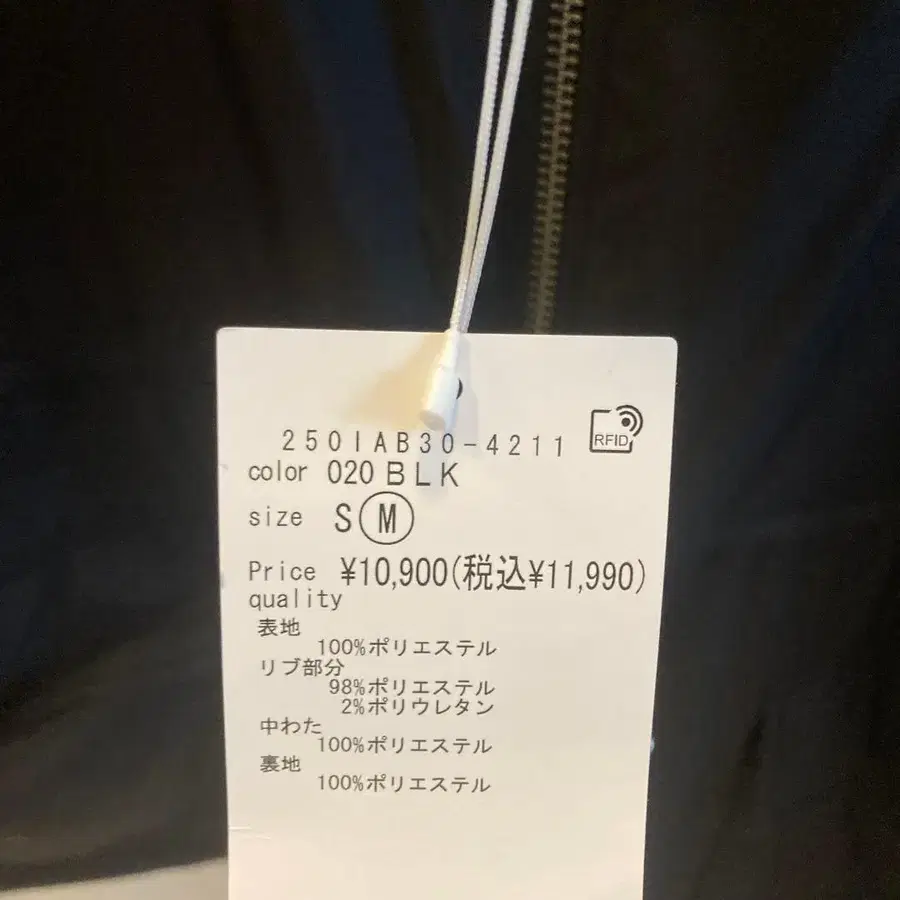 RFID
250IAB30-4211
color 020 BLK
size S M
Price ¥10,900(税込¥11,990)
quality
表地
100%ポリエステル
リブ部分
98%ポリエステル
2%ポリウレタン
中わた
100%ポリエステル
裏地
100%ポリエステル